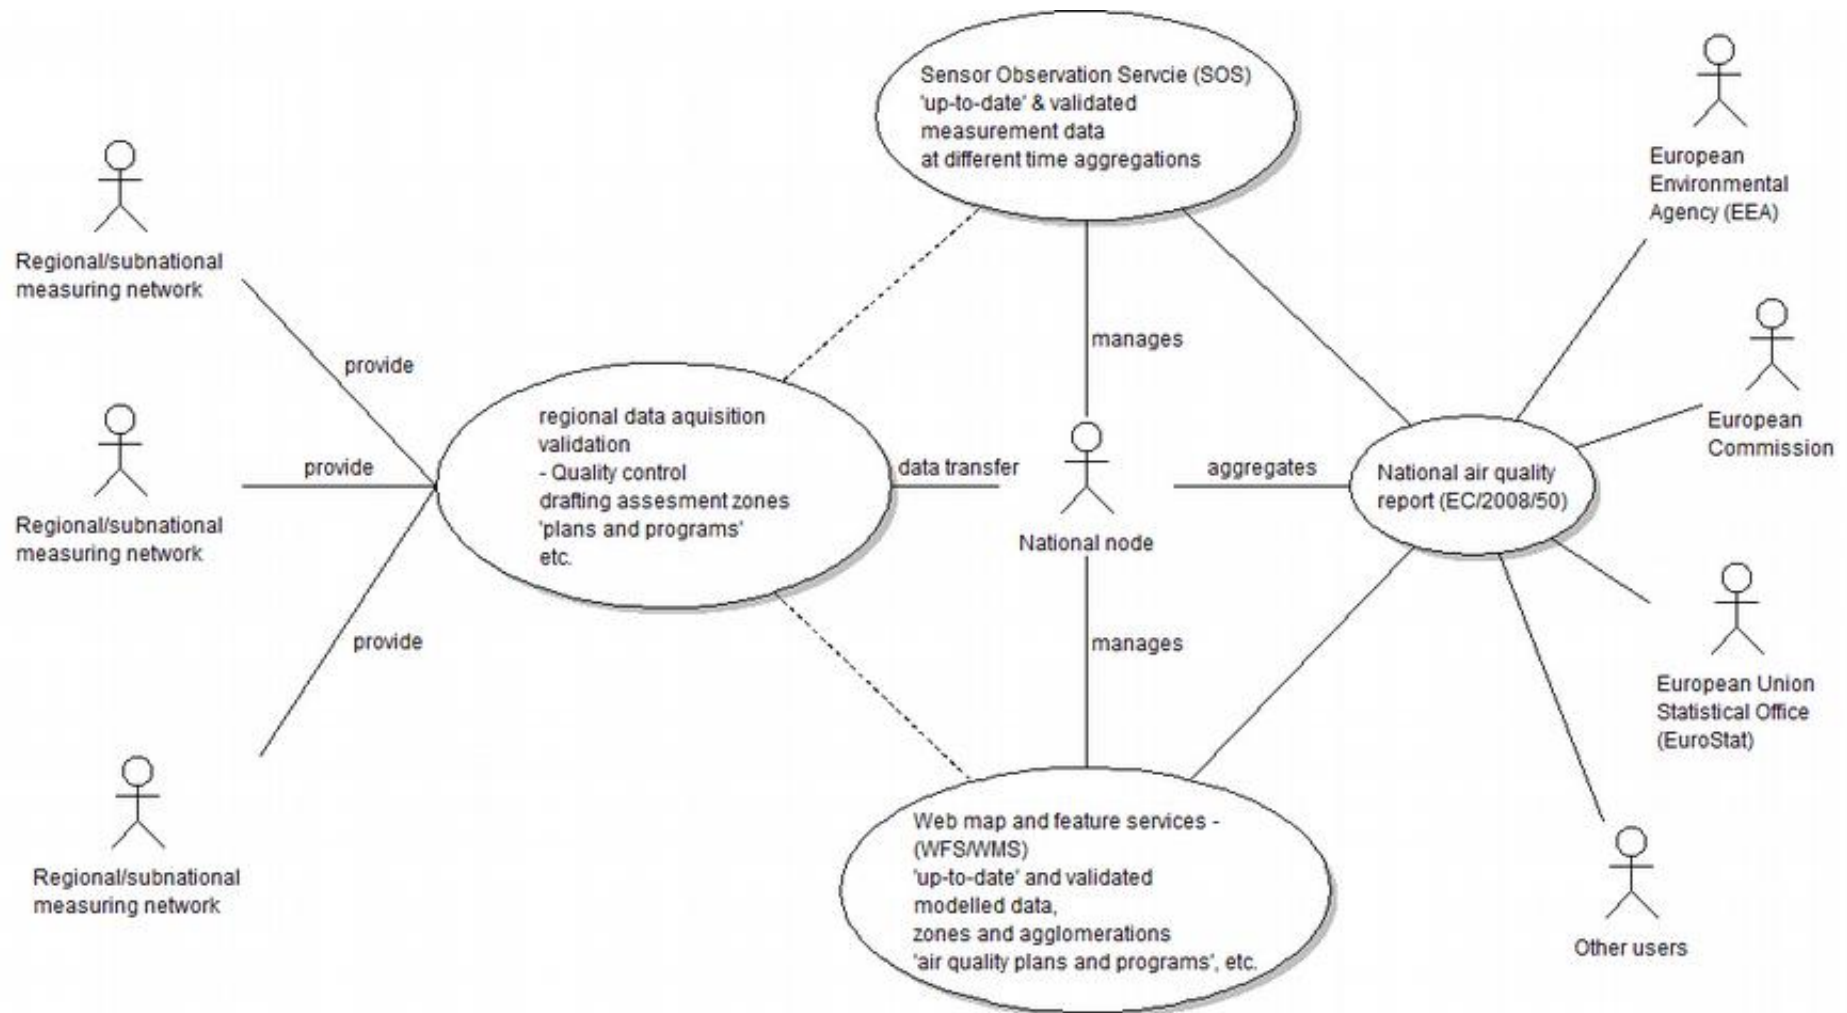 Sensor Observation Servcie (SOS)
'up-to-date' & validated
measurement data
at different time aggregations
European
Environmental
Agency (EEA)
Regional/subnational
measuring network
manages
provide
European
Commission
regional data aquisition
validation
- Quality control
drafting assesment zones
'plans and programs'
etc.
provide
data transfer
aggregates
National air quality
report (EC/2008/50)
Regional/subnational
measuring network
National node
provide
manages
European Union
Statistical Office
(EuroStat)
Web map and feature services -
(WFS/WMS)
'up-to-date' and validated
modelled data,
zones and agglomerations
'air quality plans and programs', etc.
Regional/subnational
measuring network
Other users